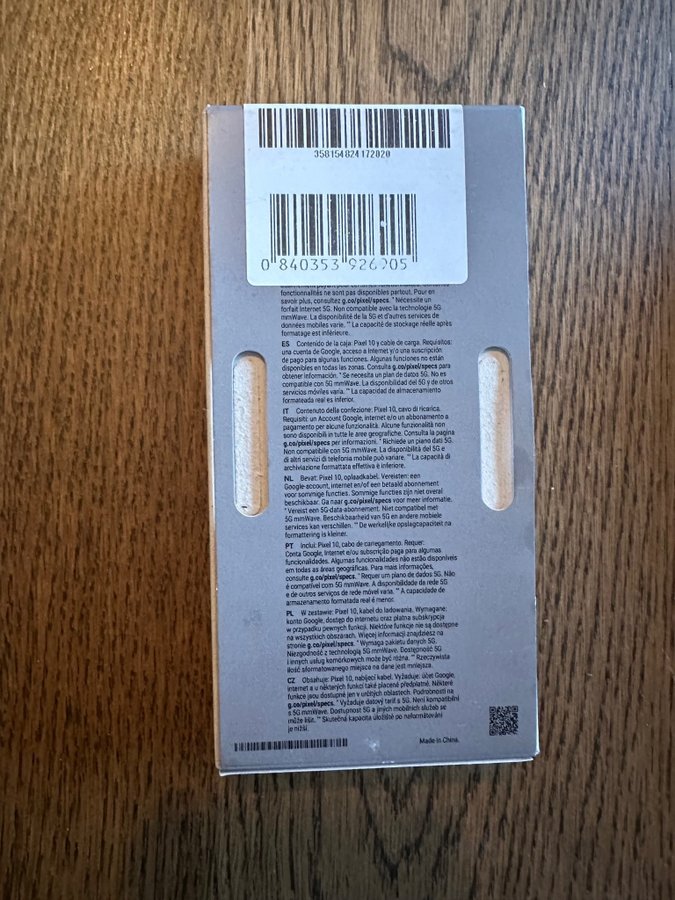 358154824172020
0 840353 926905
fonctionnalités ne sont pas disponibles partout. Pour en
savoir plus, consultez g.co/pixel/specs. * Nécessite un
forfait Internet 5G. Non compatible avec la technologie 5G
mmWave. La disponibilité de la 5G et d'autres services de
données mobiles varie. ** La capacité de stockage réelle après
formatage est inférieure.
ES Contenido de la caja: Pixel 10 y cable de carga. Requisitos:
una cuenta de Google, acceso a Internet y/o una suscripción
de pago para algunas funciones. Algunas funciones no están
disponibles en todas las zonas. Consulta g.co/pixel/specs para
obtener información. * Se necesita un plan de datos 5G. No es
compatible con 5G mmWave. La disponibilidad del 5G y de otros
servicios móviles varía. ** La capacidad de almacenamiento
formateada real es inferior.
IT Contenuto della confezione: Pixel 10, cavo di ricarica.
Requisiti: un Account Google, Internet e/o un abbonamento a
pagamento per alcune funzionalità. Alcune funzionalità non
sono disponibili in tutte le aree geografiche. Consulta la pagina
g.co/pixel/specs per informazioni. * Richiede un piano dati 5G.
Non compatibile con 5G mmWave. La disponibilità del 5G e
di altri servizi di telefonia mobile può variare. ** La capacità di
archiviazione formattata effettiva è inferiore.
NL Bevat: Pixel 10, oplaadkabel. Vereisten: een
Google-account, internet en/of een betaald abonnement
voor sommige functies. Sommige functies zijn niet overal
beschikbaar. Ga naar g.co/pixel/specs voor meer informatie.
* Vereist een 5G-data-abonnement. Niet compatibel met
5G mmWave. Beschikbaarheid van 5G en andere mobiele
services kan verschillen. ** De werkelijke opslagcapaciteit na
formattering is kleiner.
PT Inclui: Pixel 10, cabo de carregamento. Requer:
Conta Google, Internet e/ou subscrição paga para algumas
funcionalidades. Algumas funcionalidades não estão disponíveis
em todas as áreas geográficas. Para mais informações,
consulte g.co/pixel/specs. * Requer um plano de dados 5G. Não
é compatível com 5G mmWave. A disponibilidade da rede 5G
e de outros serviços de rede móvel varia. ** A capacidade de
armazenamento formatada real é menor.
PL W zestawie: Pixel 10, kabel do ładowania. Wymagane:
konto Google, dostęp do internetu oraz płatna subskrypcja
w przypadku pewnych funkcji. Niektóre funkcje nie są dostępne
na wszystkich obszarach. Więcej informacji znajdziesz na
stronie g.co/pixel/specs. * Wymaga pakietu danych 5G.
Niezgodność z technologią 5G mmWave. Dostępność 5G
i innych usług komórkowych może być różna. ** Rzeczywista
ilość sformatowanego miejsca na dane jest mniejsza.
CZ Obsahuje: Pixel 10, nabíjecí kabel. Vyžaduje: účet Google,
internet a u některých funkcí také placené předplatné. Některé
funkce jsou dostupné jen v určitých oblastech. Podrobnosti na
g.co/pixel/specs. * Vyžaduje datový tarif s 5G. Není kompatibilní
s 5G mmWave. Dostupnost 5G a jiných mobilních služeb se
může lišit. ** Skutečná kapacita úložiště po naformátování
je nižší.
Made in China.